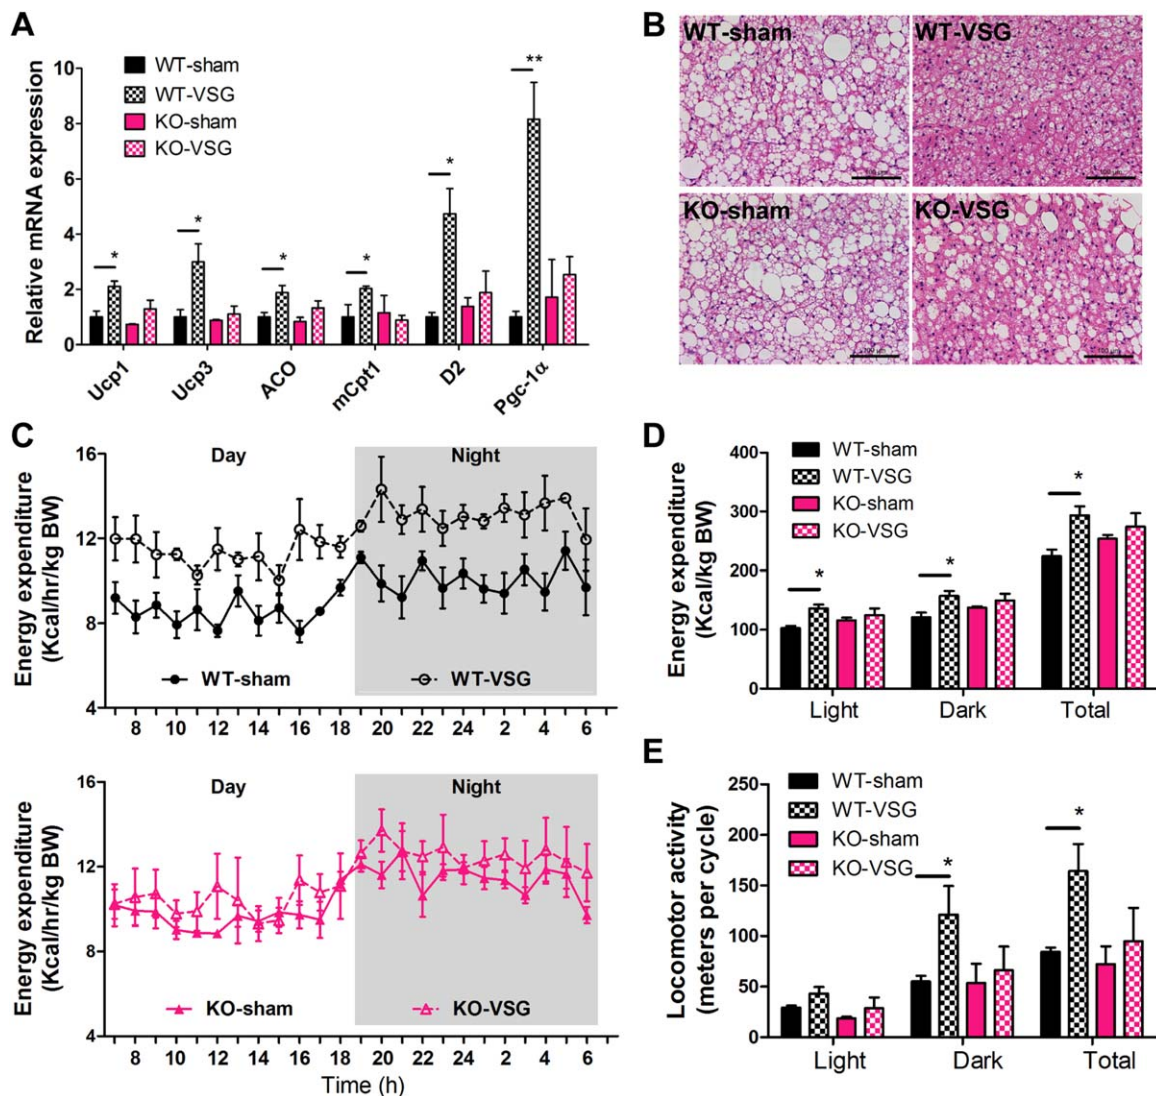 A
WT-sham
WT-VSG
KO-sham
KO-VSG
Relative mRNA expression
10
8
6
4
2
0
*
*
*
*
*
**
Ucp1
Ucp3
ACO
mCpt1
D2
Pgc-1α
B
WT-sham
WT-VSG
KO-sham
KO-VSG
100 µm
100 µm
C
Energy expenditure
(Kcal/hr/kg BW)
16
12
8
4
Day
Night
WT-sham
WT-VSG
8 10 12 14 16 18 20 22 24 2 4 6
Energy expenditure
(Kcal/hr/kg BW)
16
12
8
4
Day
Night
KO-sham
KO-VSG
8 10 12 14 16 18 20 22 24 2 4 6
Time (h)
D
Energy expenditure
(Kcal/kg BW)
400
300
200
100
0
WT-sham
WT-VSG
KO-sham
KO-VSG
*
*
*
Light
Dark
Total
E
Locomotor activity
(meters per cycle)
250
200
150
100
50
0
WT-sham
WT-VSG
KO-sham
KO-VSG
*
*
Light
Dark
Total